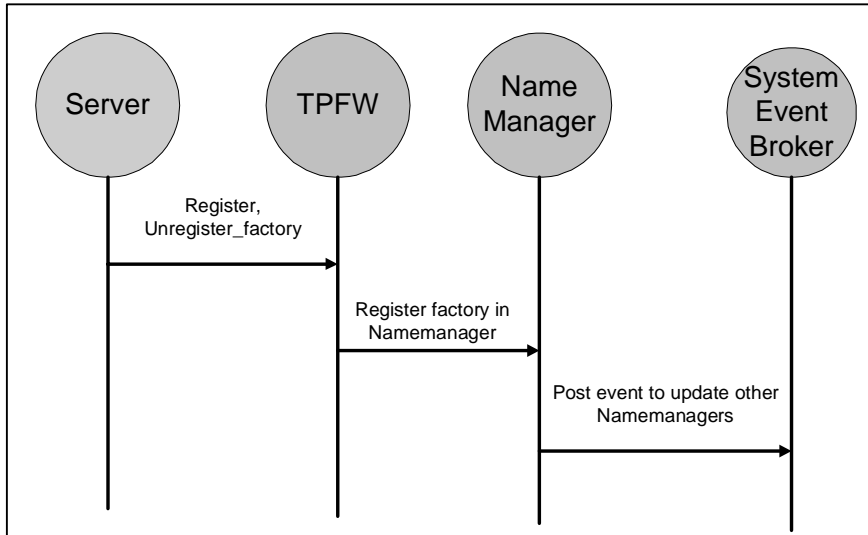 Server
TPFW
Name
Manager
System
Event
Broker
Register,
Unregister_factory
Register factory in
Namemanager
Post event to update other
Namemanagers